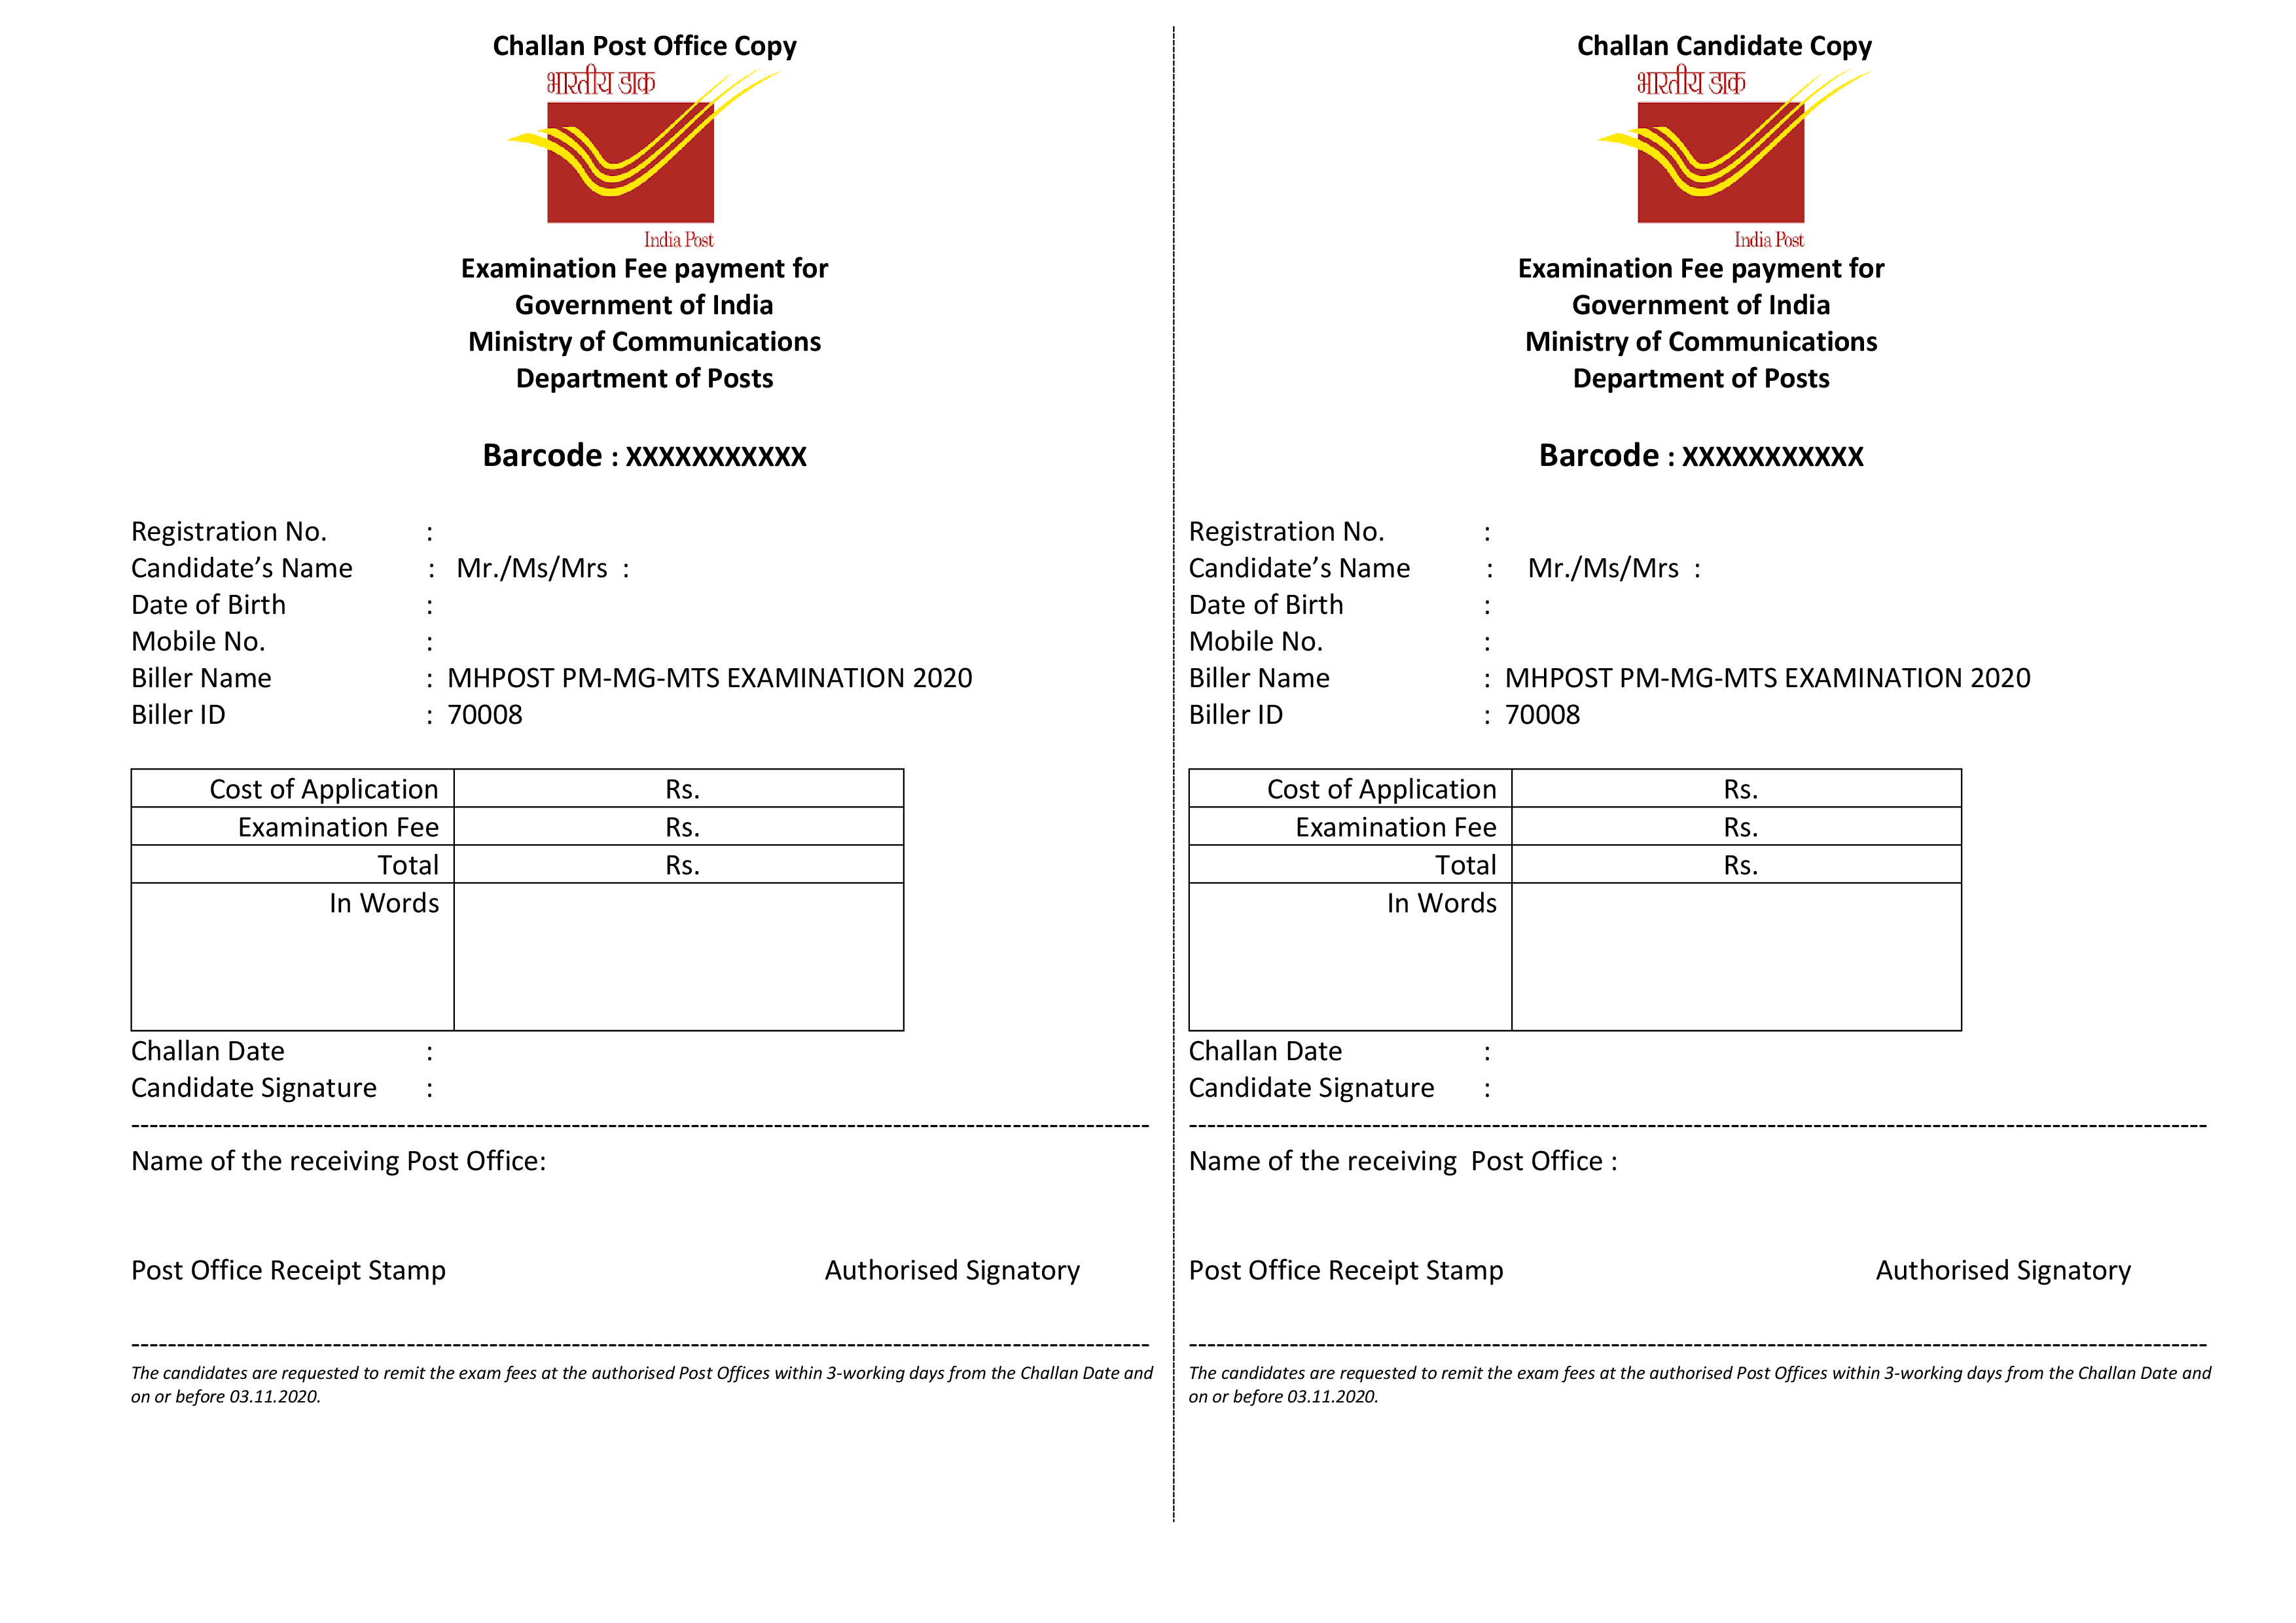 Challan Post Office Copy
भारतीय डाक
India Post
Examination Fee payment for
Government of India
Ministry of Communications
Department of Posts
Barcode : XXXXXXXXXXX
Registration No. :
Candidate’s Name : Mr./Ms/Mrs :
Date of Birth :
Mobile No. :
Biller Name : MHPOST PM-MG-MTS EXAMINATION 2020
Biller ID : 70008
Cost of Application Rs.
Examination Fee Rs.
Total Rs.
In Words
Challan Date :
Candidate Signature :
Name of the receiving Post Office:
Post Office Receipt Stamp Authorised Signatory
The candidates are requested to remit the exam fees at the authorised Post Offices within 3-working days from the Challan Date and
on or before 03.11.2020.
Challan Candidate Copy
भारतीय डाक
India Post
Examination Fee payment for
Government of India
Ministry of Communications
Department of Posts
Barcode : XXXXXXXXXXX
Registration No. :
Candidate’s Name : Mr./Ms/Mrs :
Date of Birth :
Mobile No. :
Biller Name : MHPOST PM-MG-MTS EXAMINATION 2020
Biller ID : 70008
Cost of Application Rs.
Examination Fee Rs.
Total Rs.
In Words
Challan Date :
Candidate Signature :
Name of the receiving Post Office :
Post Office Receipt Stamp Authorised Signatory
The candidates are requested to remit the exam fees at the authorised Post Offices within 3-working days from the Challan Date and
on or before 03.11.2020.